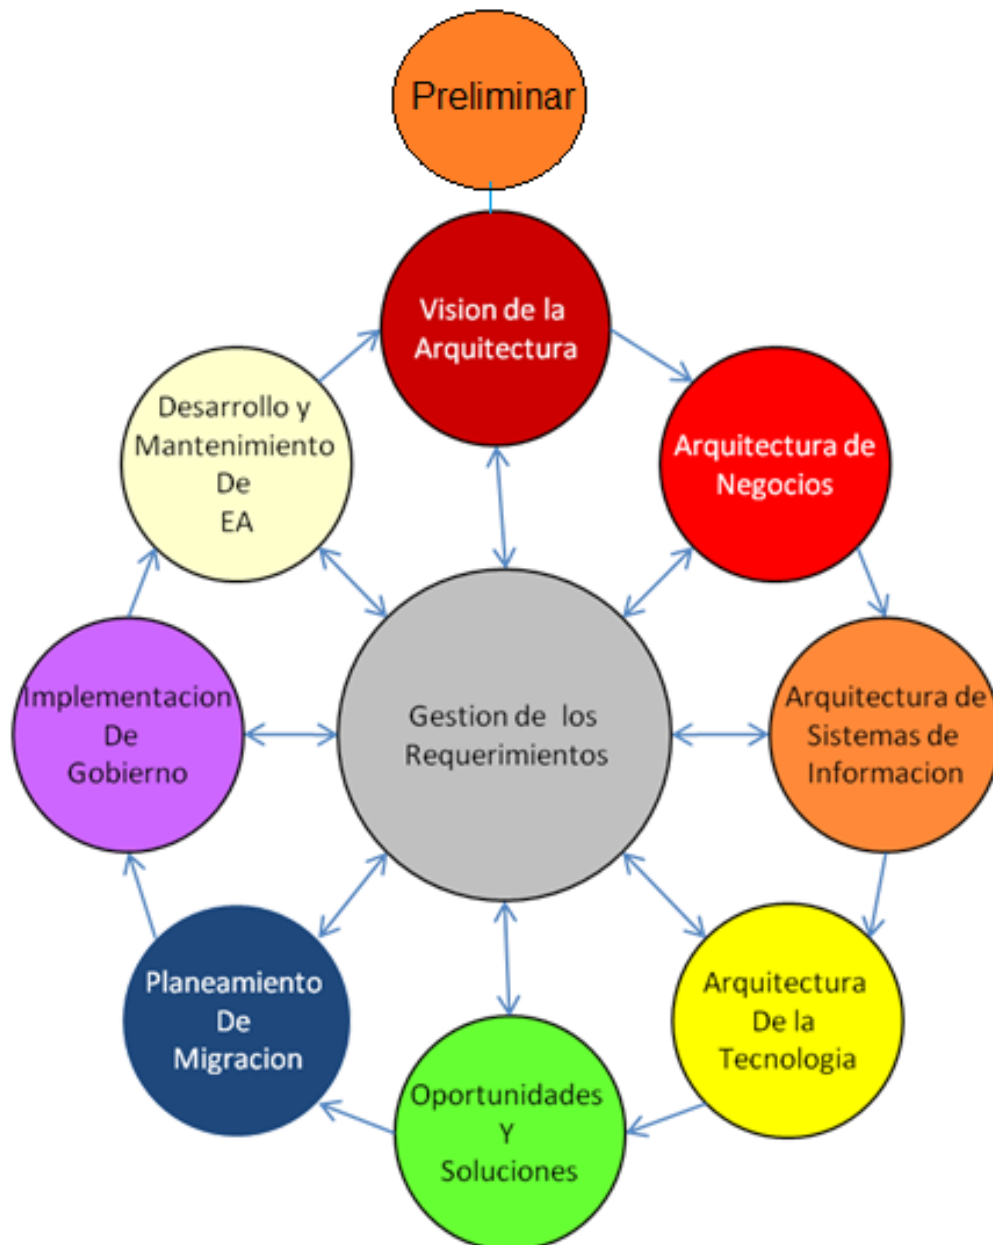 Preliminar
Vision de la
Arquitectura
Arquitectura de
Negocios
Arquitectura de
Sistemas de
Informacion
Arquitectura
De la
Tecnologia
Oportunidades
Y
Soluciones
Planeamiento
De
Migracion
Implementacion
De
Gobierno
Desarrollo y
Mantenimiento
De
EA
Gestion de los
Requerimientos